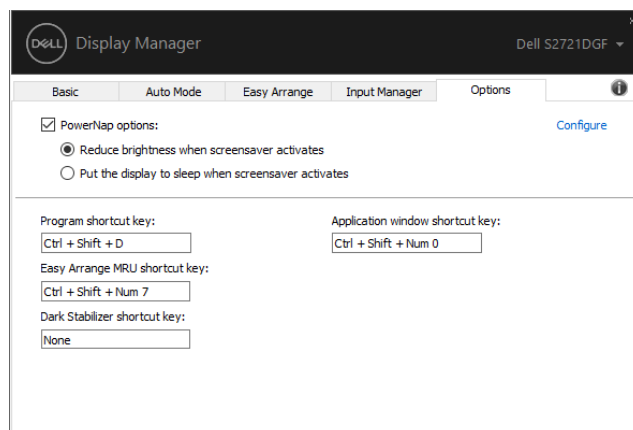 DELL Display Manager
Dell S2721DGF
Basic Auto Mode Easy Arrange Input Manager Options
PowerNap options:
Configure
Reduce brightness when screensaver activates
Put the display to sleep when screensaver activates
Program shortcut key:
Ctrl + Shift + D
Application window shortcut key:
Ctrl + Shift + Num 0
Easy Arrange MRU shortcut key:
Ctrl + Shift + Num 7
Dark Stabilizer shortcut key:
None